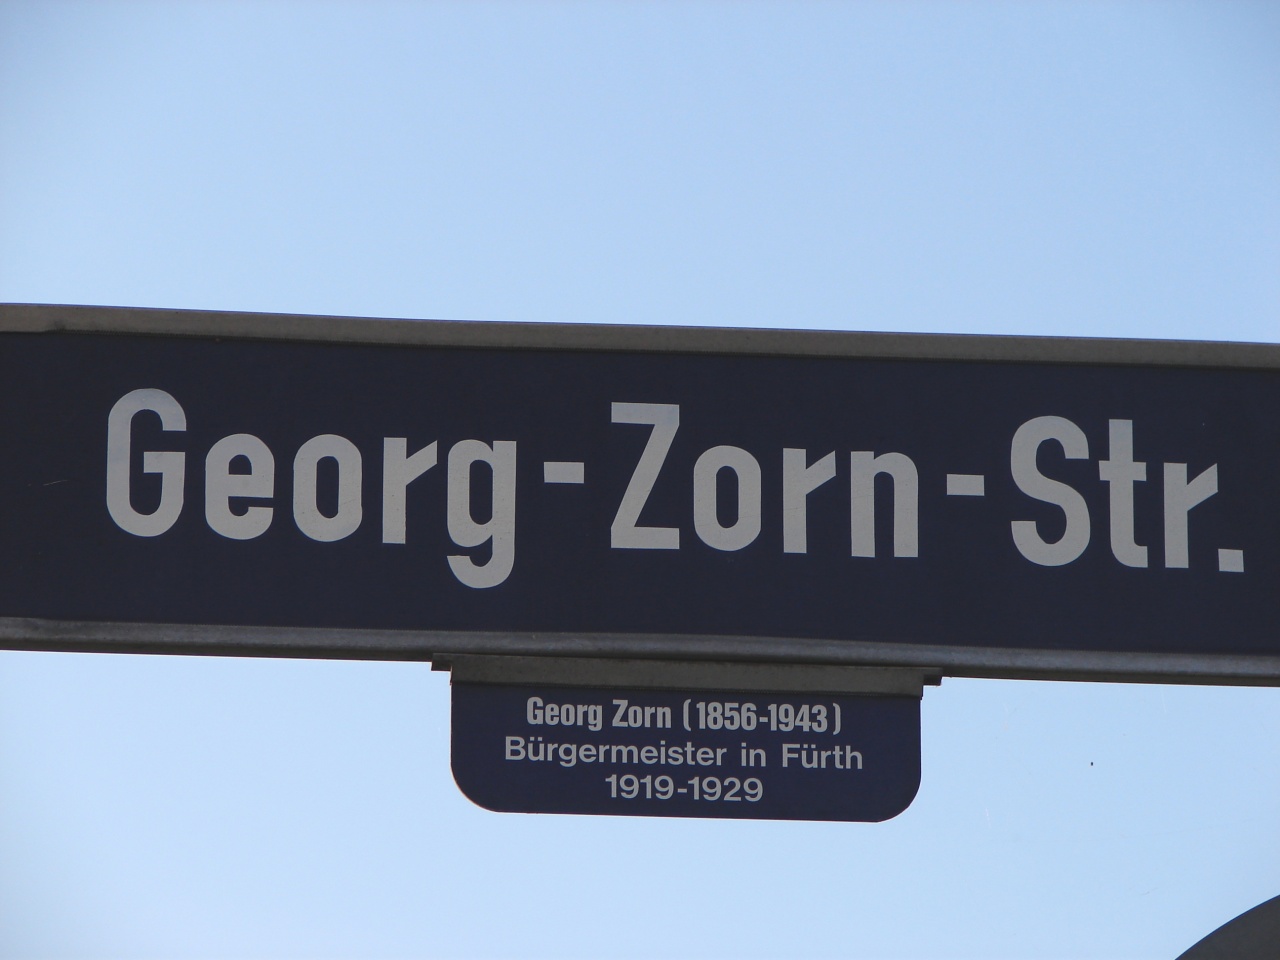 Georg-Zorn-Str.
Georg Zorn (1856-1943)
Bürgermeister in Fürth
1919-1929